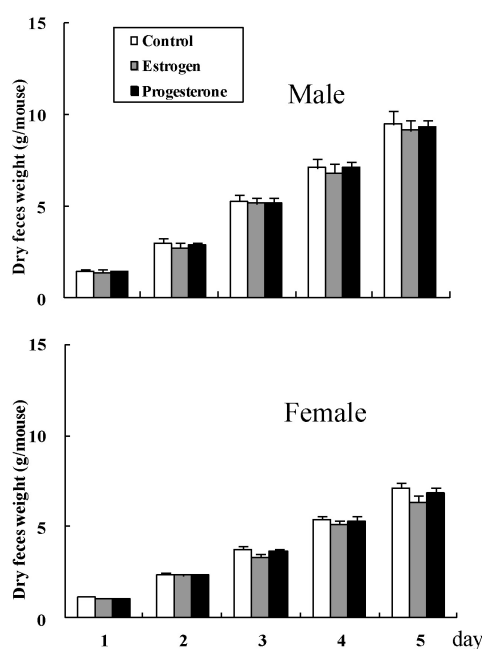 15
Control
Estrogen
Progesterone
Male
10
5
0
Dry feces weight (g/mouse)
15
Female
10
5
0
Dry feces weight (g/mouse)
1 2 3 4 5 day